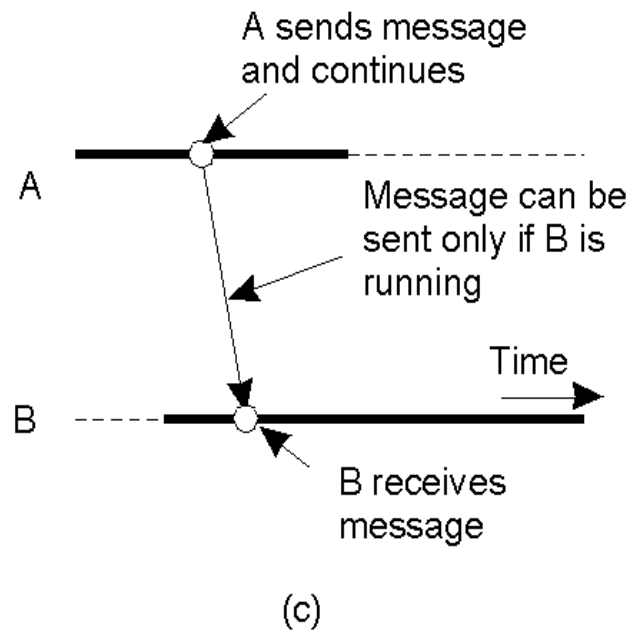 A sends message
and continues
A
Message can be
sent only if B is
running
Time
B
B receives
message
(c)